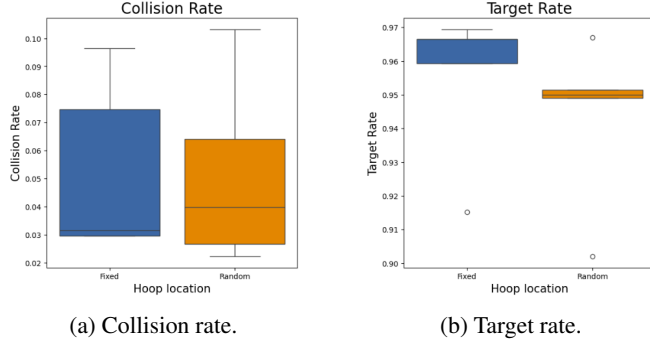 Collision Rate
Collision Rate
0.10
0.09
0.08
0.07
0.06
0.05
0.04
0.03
0.02
Fixed
Random
Hoop location
(a) Collision rate.
Target Rate
Target Rate
0.97
0.96
0.95
0.94
0.93
0.92
0.91
0.90
Fixed
Random
Hoop location
(b) Target rate.